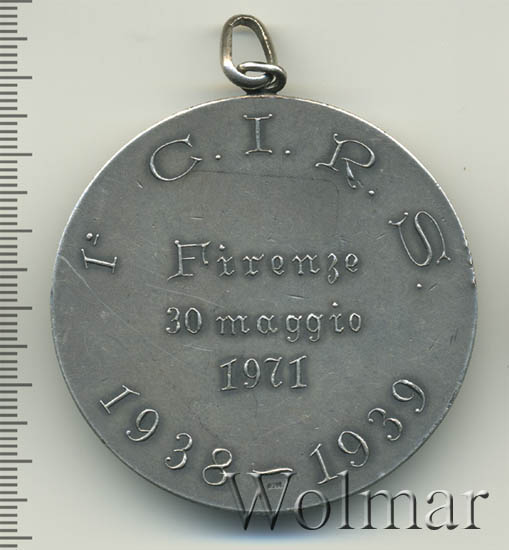 1° C.I.R.S.
Firenze
30 maggio
1971
1938-1939
Wolmar